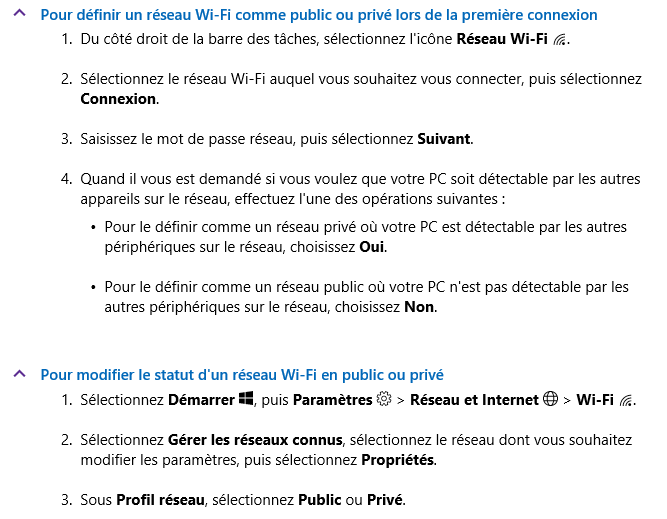 Pour définir un réseau Wi-Fi comme public ou privé lors de la première connexion
1. Du côté droit de la barre des tâches, sélectionnez l'icône Réseau Wi-Fi .
2. Sélectionnez le réseau Wi-Fi auquel vous souhaitez vous connecter, puis sélectionnez
Connexion.
3. Saisissez le mot de passe réseau, puis sélectionnez Suivant.
4. Quand il vous est demandé si vous voulez que votre PC soit détectable par les autres
appareils sur le réseau, effectuez l'une des opérations suivantes :
• Pour le définir comme un réseau privé où votre PC est détectable par les autres
périphériques sur le réseau, choisissez Oui.
• Pour le définir comme un réseau public où votre PC n'est pas détectable par les
autres périphériques sur le réseau, choisissez Non.
Pour modifier le statut d'un réseau Wi-Fi en public ou privé
1. Sélectionnez Démarrer , puis Paramètres > Réseau et Internet > Wi-Fi .
2. Sélectionnez Gérer les réseaux connus, sélectionnez le réseau dont vous souhaitez
modifier les paramètres, puis sélectionnez Propriétés.
3. Sous Profil réseau, sélectionnez Public ou Privé.